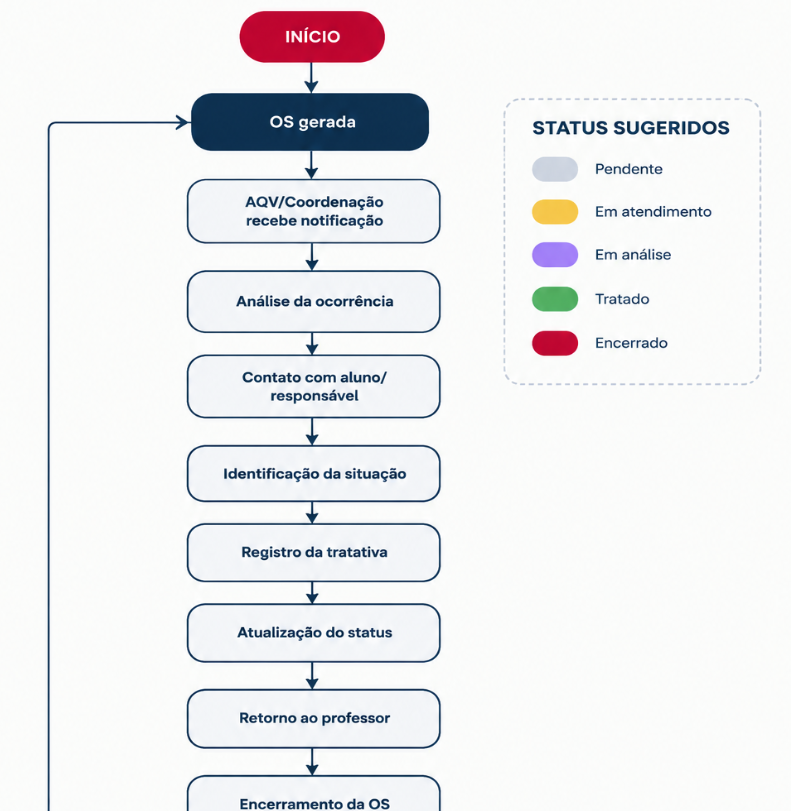 INÍCIO
OS gerada
AQV/Coordenação
recebe notificação
Análise da ocorrência
Contato com aluno/
responsável
Identificação da situação
Registro da tratativa
Atualização do status
Retorno ao professor
Encerramento da OS
STATUS SUGERIDOS
Pendente
Em atendimento
Em análise
Tratado
Encerrado